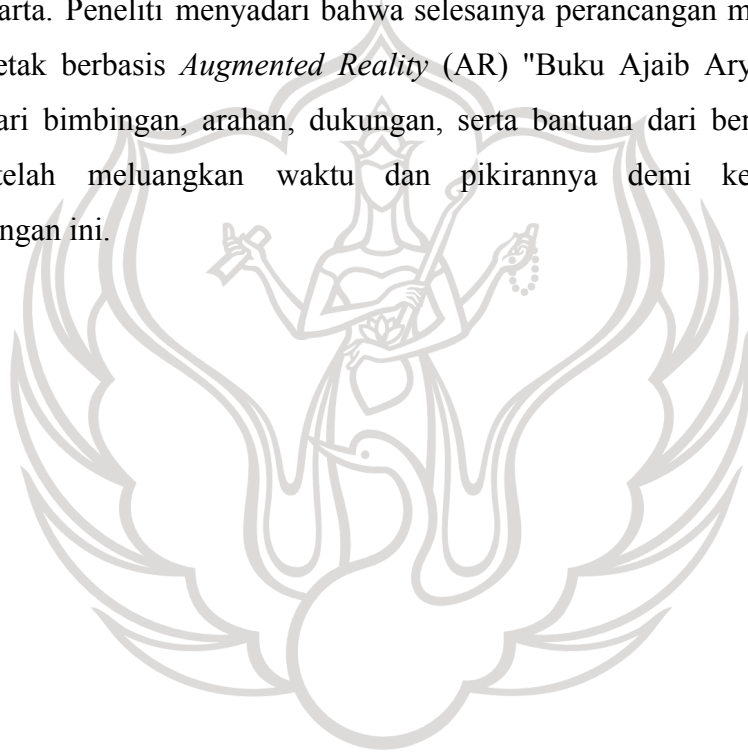 arta. Peneliti menyadari bahwa selesainya perancangan m
etak berbasis Augmented Reality (AR) "Buku Ajaib Ary
ari bimbingan, arahan, dukungan, serta bantuan dari ber
telah meluangkan waktu dan pikirannya demi ke
ngan ini.